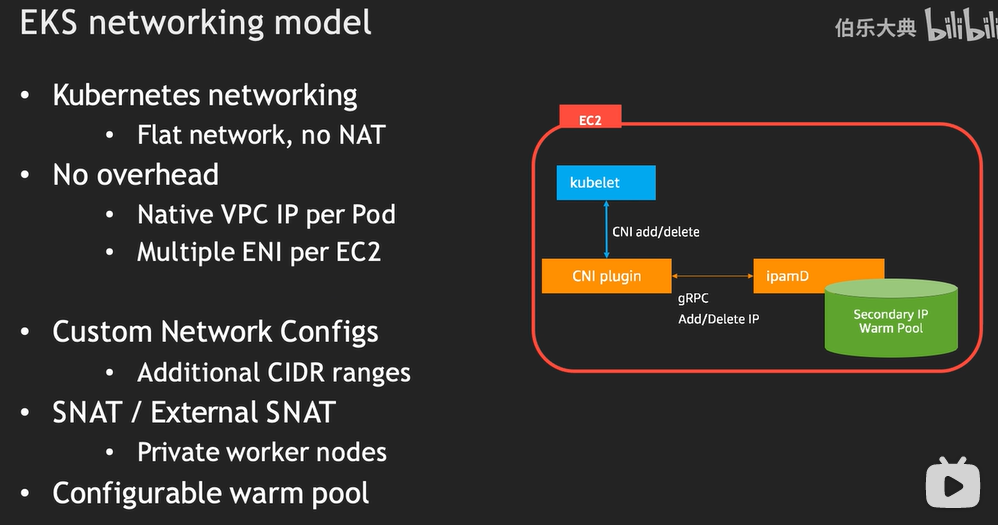 EKS networking model
伯乐大典 bilibili
• Kubernetes networking
• Flat network, no NAT
• No overhead
• Native VPC IP per Pod
• Multiple ENI per EC2
• Custom Network Configs
• Additional CIDR ranges
• SNAT / External SNAT
• Private worker nodes
• Configurable warm pool
EC2
kubelet
CNI add/delete
CNI plugin
ipamD
gRPC
Add/Delete IP
Secondary IP
Warm Pool